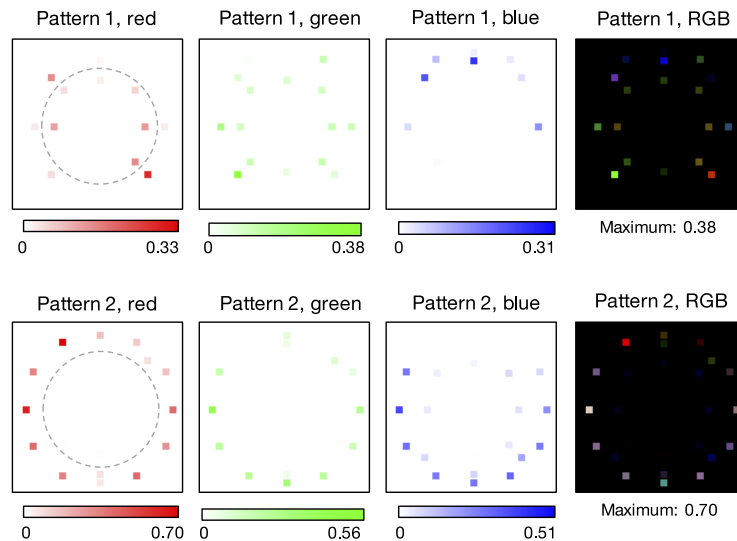 Pattern 1, red Pattern 1, green Pattern 1, blue Pattern 1, RGB
0 0.33 0 0.38 0 0.31 Maximum: 0.38
Pattern 2, red Pattern 2, green Pattern 2, blue Pattern 2, RGB
0 0.70 0 0.56 0 0.51 Maximum: 0.70